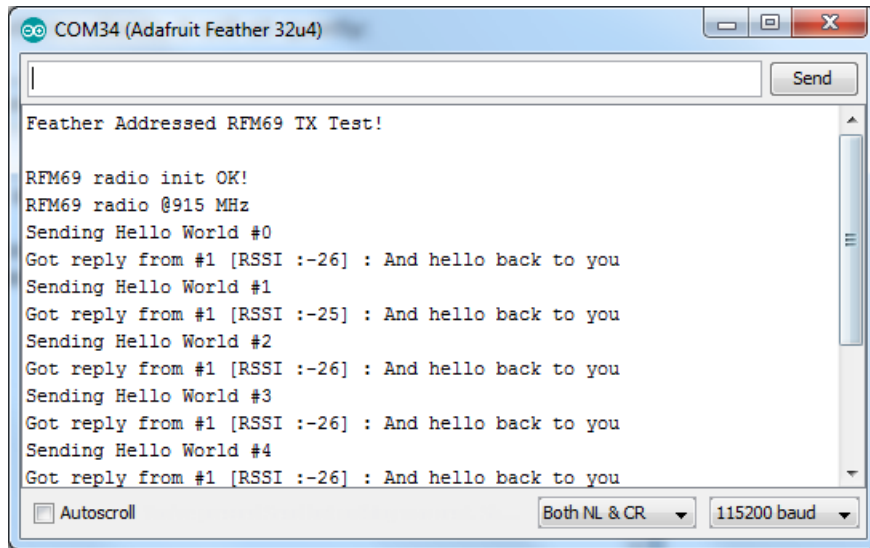 COM34 (Adafruit Feather 32u4)
Send
Feather Addressed RFM69 TX Test!
RFM69 radio init OK!
RFM69 radio @915 MHz
Sending Hello World #0
Got reply from #1 [RSSI :-26] : And hello back to you
Sending Hello World #1
Got reply from #1 [RSSI :-25] : And hello back to you
Sending Hello World #2
Got reply from #1 [RSSI :-26] : And hello back to you
Sending Hello World #3
Got reply from #1 [RSSI :-26] : And hello back to you
Sending Hello World #4
Got reply from #1 [RSSI :-26] : And hello back to you
Autoscroll
Both NL & CR
115200 baud